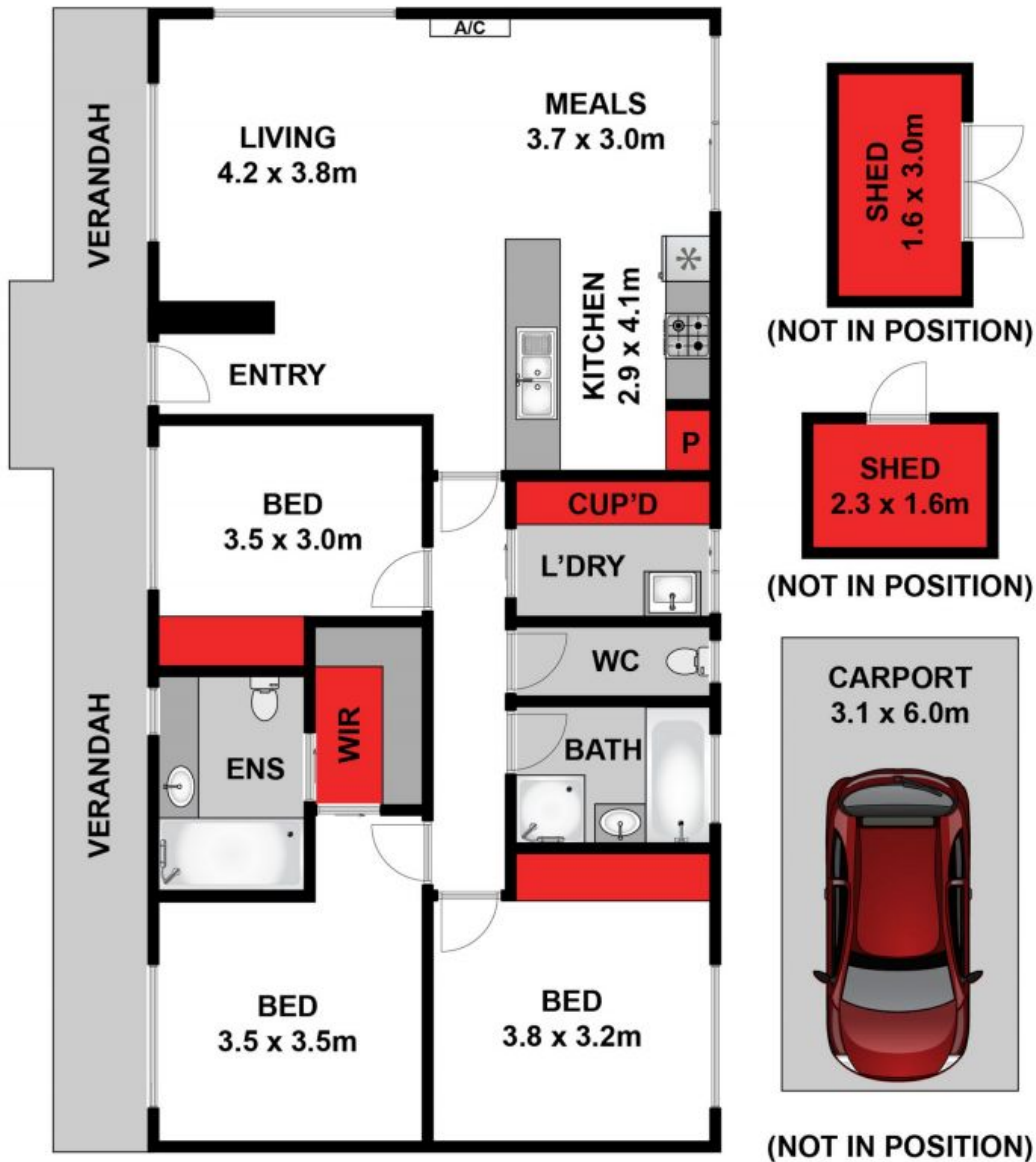 A/C
VERANDAH
LIVING
4.2 x 3.8m
MEALS
3.7 x 3.0m
KITCHEN
2.9 x 4.1m
ENTRY
P
BED
3.5 x 3.0m
CUP'D
L'DRY
WC
WIR
ENS
BATH
VERANDAH
BED
3.5 x 3.5m
BED
3.8 x 3.2m
SHED
1.6 x 3.0m
(NOT IN POSITION)
SHED
2.3 x 1.6m
(NOT IN POSITION)
CARPORT
3.1 x 6.0m
(NOT IN POSITION)